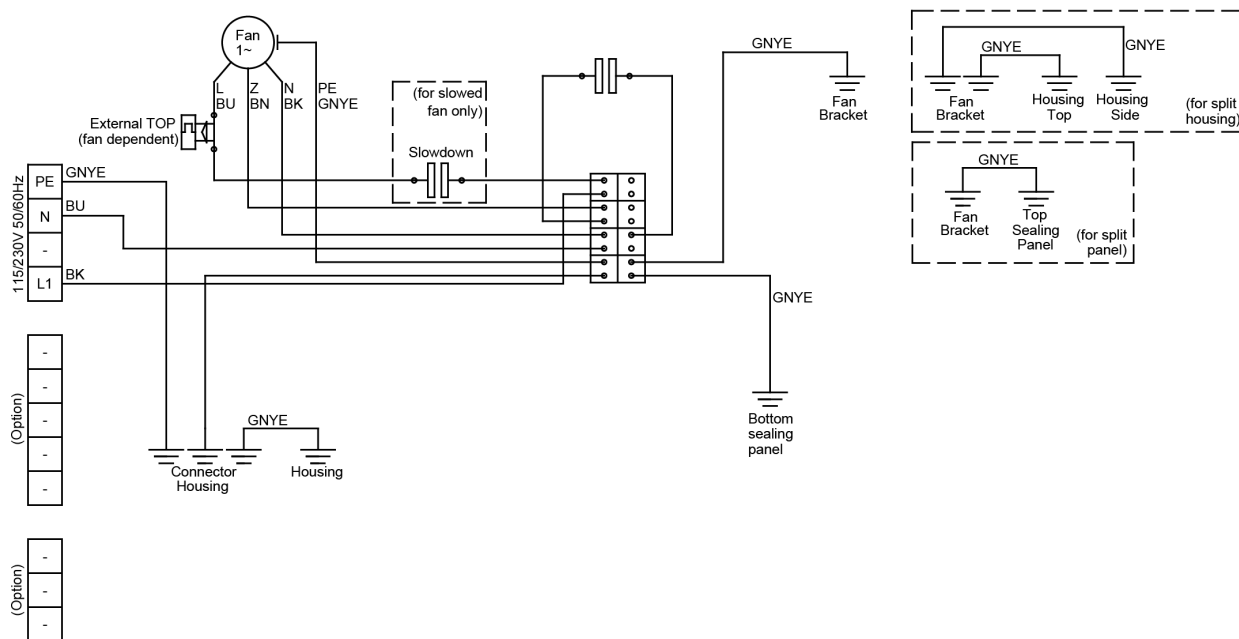 Fan
1~
L
BU
Z
BN
N
BK
PE
GNYE
External TOP
(fan dependent)
(for slowed
fan only)
Slowdown
115/230V 50/60Hz
PE
GNYE
N
BU
-
L1
BK
GNYE
Fan
Bracket
GNYE
Bottom
sealing
panel
GNYE
GNYE
Fan
Bracket
Housing
Top
Housing
Side
(for split
housing)
GNYE
Fan
Bracket
Top
Sealing
Panel
(for split
panel)
(Option)
-
-
-
-
-
GNYE
Connector
Housing
Housing
(Option)
-
-
-